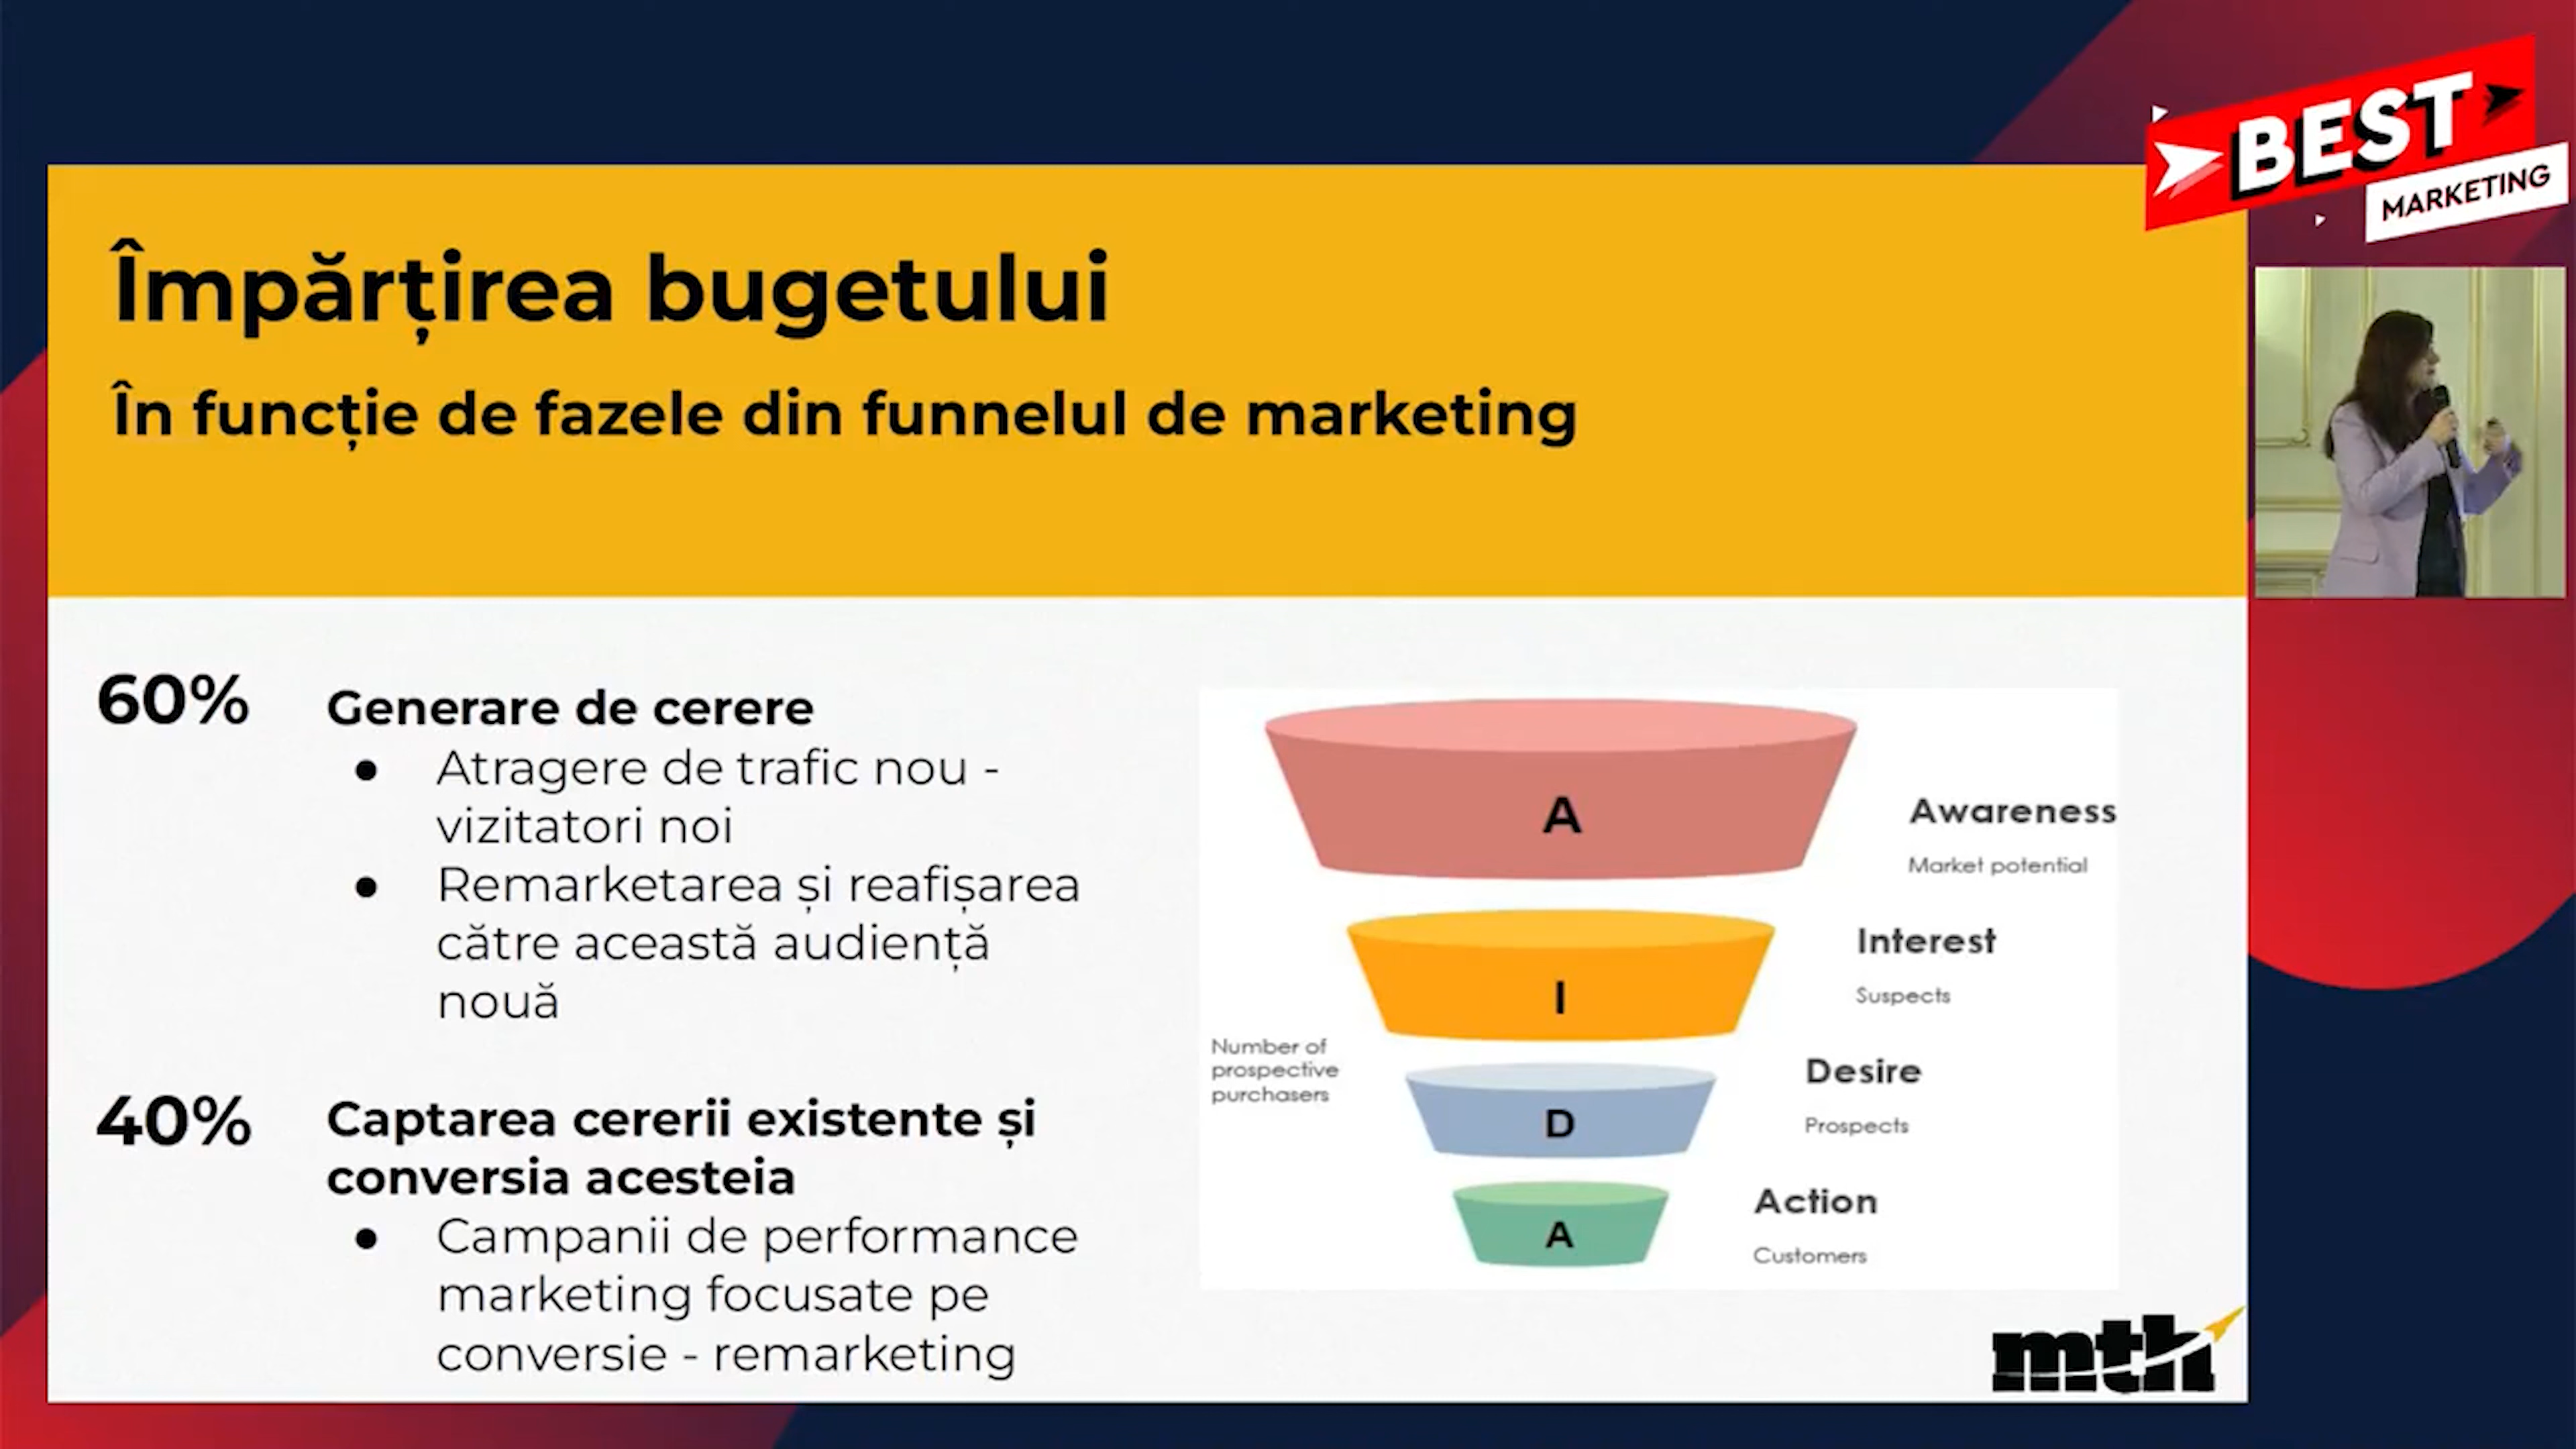 BEST
MARKETING
Împărțirea bugetului
În funcție de fazele din funnelul de marketing
60%
Generare de cerere
● Atragere de trafic nou -
vizitatori noi
● Remarketarea și reafișarea
către această audiență
nouă
40%
Captarea cererii existente și
conversia acesteia
● Campanii de performance
marketing focusate pe
conversie - remarketing
A
Awareness
Market potential
I
Interest
Suspects
Number of
prospective
purchasers
D
Desire
Prospects
A
Action
Customers
mth